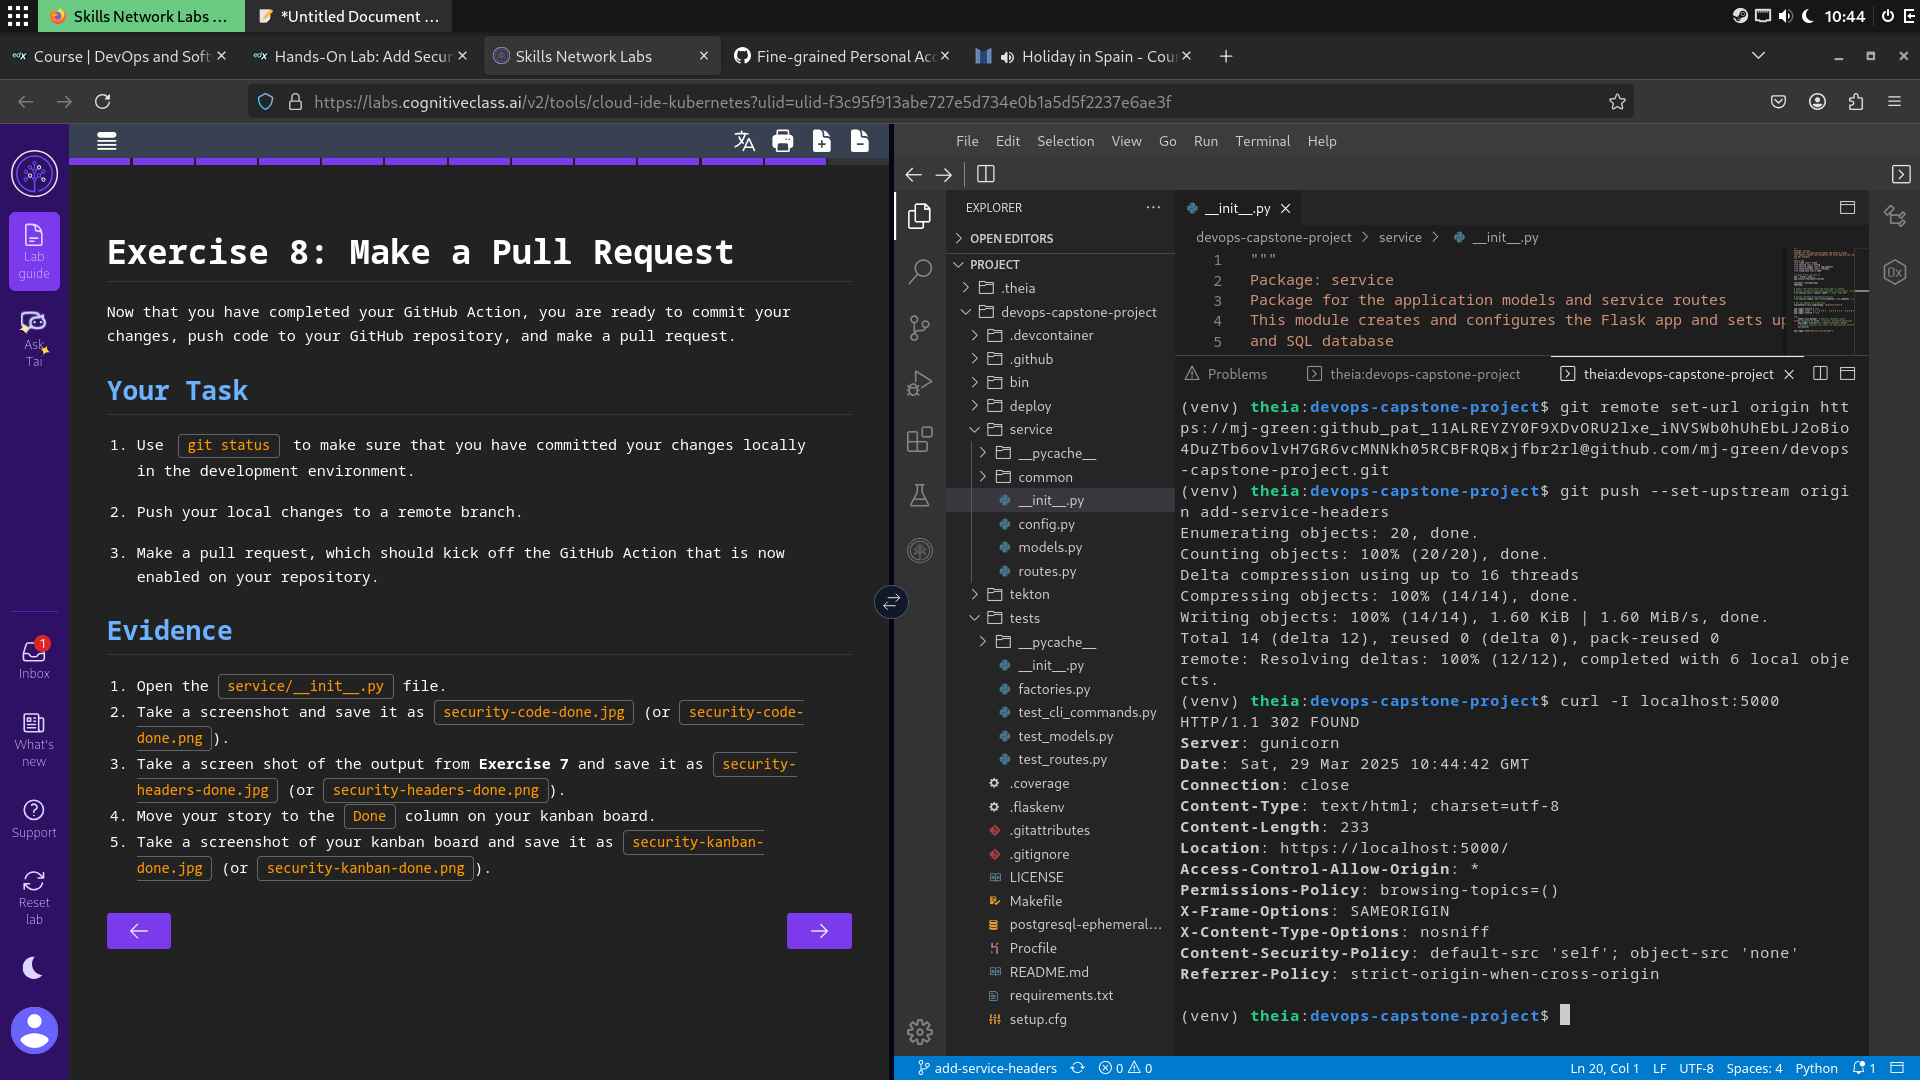 Skills Network Labs ...
*Untitled Document ...
10:44
Course | DevOps and Soft
Hands-On Lab: Add Secur
Skills Network Labs
Fine-grained Personal Acc
Holiday in Spain - Cou
https://labs.cognitiveclass.ai/v2/tools/cloud-ide-kubernetes?ulid=ulid-f3c95f913abe727e5d734e0b1a5d5f2237e6ae3f
Lab
guide
Ask
Tai
Inbox
1
What's
new
Support
Reset
lab
Exercise 8: Make a Pull Request
Now that you have completed your GitHub Action, you are ready to commit your
changes, push code to your GitHub repository, and make a pull request.
Your Task
1. Use git status to make sure that you have committed your changes locally
in the development environment.
2. Push your local changes to a remote branch.
3. Make a pull request, which should kick off the GitHub Action that is now
enabled on your repository.
Evidence
1. Open the service/__init__.py file.
2. Take a screenshot and save it as security-code-done.jpg (or security-code-
done.png).
3. Take a screen shot of the output from Exercise 7 and save it as security-
headers-done.jpg (or security-headers-done.png).
4. Move your story to the Done column on your kanban board.
5. Take a screenshot of your kanban board and save it as security-kanban-
done.jpg (or security-kanban-done.png).
File Edit Selection View Go Run Terminal Help
EXPLORER
OPEN EDITORS
PROJECT
.theia
devops-capstone-project
.devcontainer
.github
bin
deploy
service
__pycache__
common
__init__.py
config.py
models.py
routes.py
tekton
tests
__pycache__
__init__.py
factories.py
test_cli_commands.py
test_models.py
test_routes.py
.coverage
.flaskenv
.gitattributes
.gitignore
LICENSE
Makefile
postgresql-ephemeral...
Procfile
README.md
requirements.txt
setup.cfg
__init__.py
devops-capstone-project > service > __init__.py
1 """
2 Package: service
3 Package for the application models and service routes
4 This module creates and configures the Flask app and sets up
5 and SQL database
Problems
theia:devops-capstone-project
theia:devops-capstone-project
(venv) theia:devops-capstone-project$ git remote set-url origin htt
ps://mj-green:github_pat_11ALREYZY0F9XDvORU2lxe_iNVSWb0hUhEbLJ2oBio
4DuZTb6ovlvH7GR6vcMNNkh05RCBFRQBxjfbr2rl@github.com/mj-green/devops
-capstone-project.git
(venv) theia:devops-capstone-project$ git push --set-upstream origi
n add-service-headers
Enumerating objects: 20, done.
Counting objects: 100% (20/20), done.
Delta compression using up to 16 threads
Compressing objects: 100% (14/14), done.
Writing objects: 100% (14/14), 1.60 KiB | 1.60 MiB/s, done.
Total 14 (delta 12), reused 0 (delta 0), pack-reused 0
remote: Resolving deltas: 100% (12/12), completed with 6 local obje
cts.
(venv) theia:devops-capstone-project$ curl -I localhost:5000
HTTP/1.1 302 FOUND
Server: gunicorn
Date: Sat, 29 Mar 2025 10:44:42 GMT
Connection: close
Content-Type: text/html; charset=utf-8
Content-Length: 233
Location: https://localhost:5000/
Access-Control-Allow-Origin: *
Permissions-Policy: browsing-topics=()
X-Frame-Options: SAMEORIGIN
X-Content-Type-Options: nosniff
Content-Security-Policy: default-src 'self'; object-src 'none'
Referrer-Policy: strict-origin-when-cross-origin
(venv) theia:devops-capstone-project$
add-service-headers
0 0
Ln 20, Col 1 LF UTF-8 Spaces: 4 Python 1